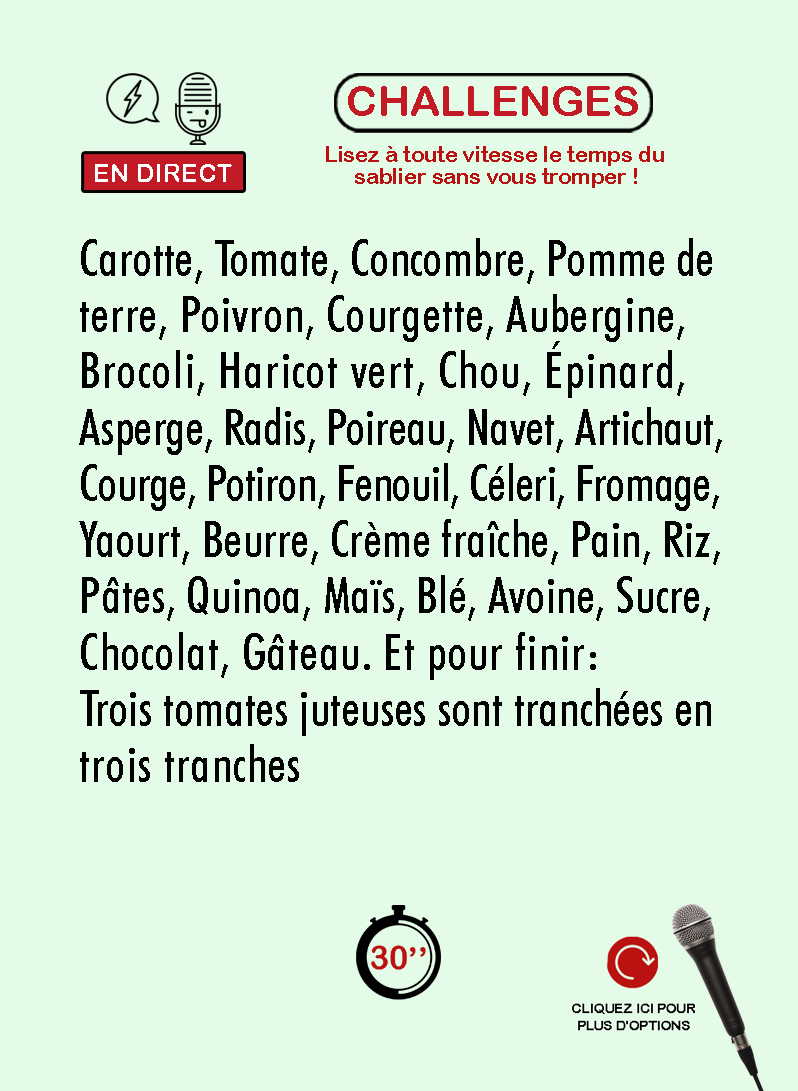 CHALLENGES
EN DIRECT
Lisez à toute vitesse le temps du
sablier sans vous tromper !
Carotte, Tomate, Concombre, Pomme de
terre, Poivron, Courgette, Aubergine,
Brocoli, Haricot vert, Chou, Épinard,
Asperge, Radis, Poireau, Navet, Artichaut,
Courge, Potiron, Fenouil, Céleri, Fromage,
Yaourt, Beurre, Crème fraîche, Pain, Riz,
Pâtes, Quinoa, Maïs, Blé, Avoine, Sucre,
Chocolat, Gâteau. Et pour finir:
Trois tomates juteuses sont tranchées en
trois tranches
30’’
CLIQUEZ ICI POUR
PLUS D'OPTIONS